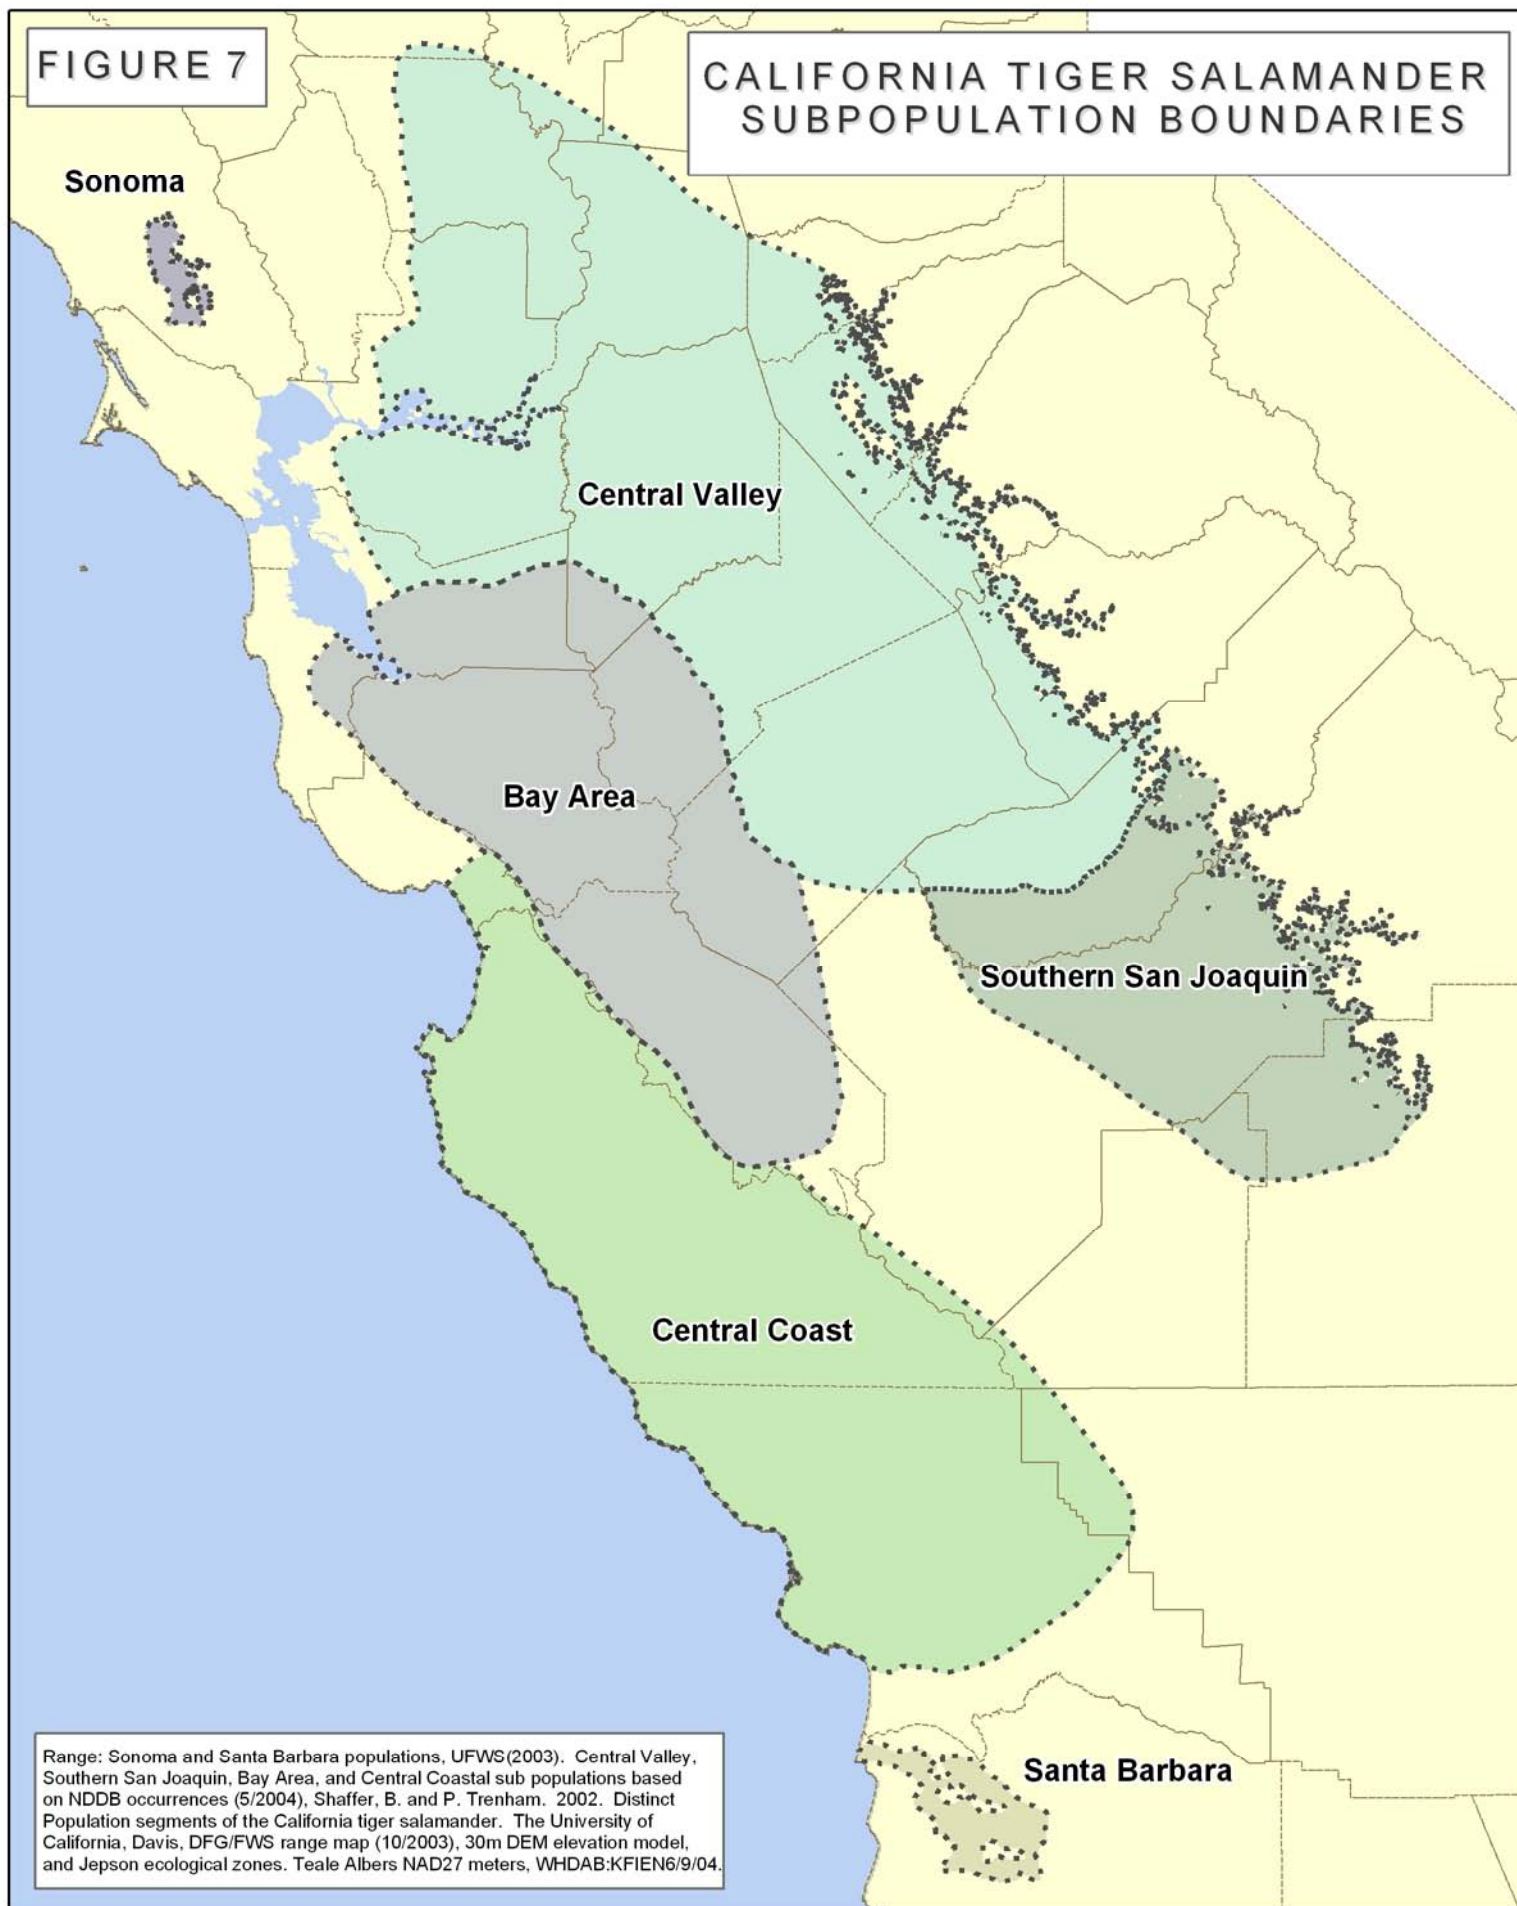 FIGURE 7
CALIFORNIA TIGER SALAMANDER
SUBPOPULATION BOUNDARIES
Sonoma
Central Valley
Bay Area
Southern San Joaquin
Central Coast
Santa Barbara
Range: Sonoma and Santa Barbara populations, UFWS(2003). Central Valley,
Southern San Joaquin, Bay Area, and Central Coastal sub populations based
on NDDB occurrences (5/2004), Shaffer, B. and P. Trenham. 2002. Distinct
Population segments of the California tiger salamander. The University of
California, Davis, DFG/FWS range map (10/2003), 30m DEM elevation model,
and Jepson ecological zones. Teale Albers NAD27 meters, WHDAB:KFIEN6/9/04.